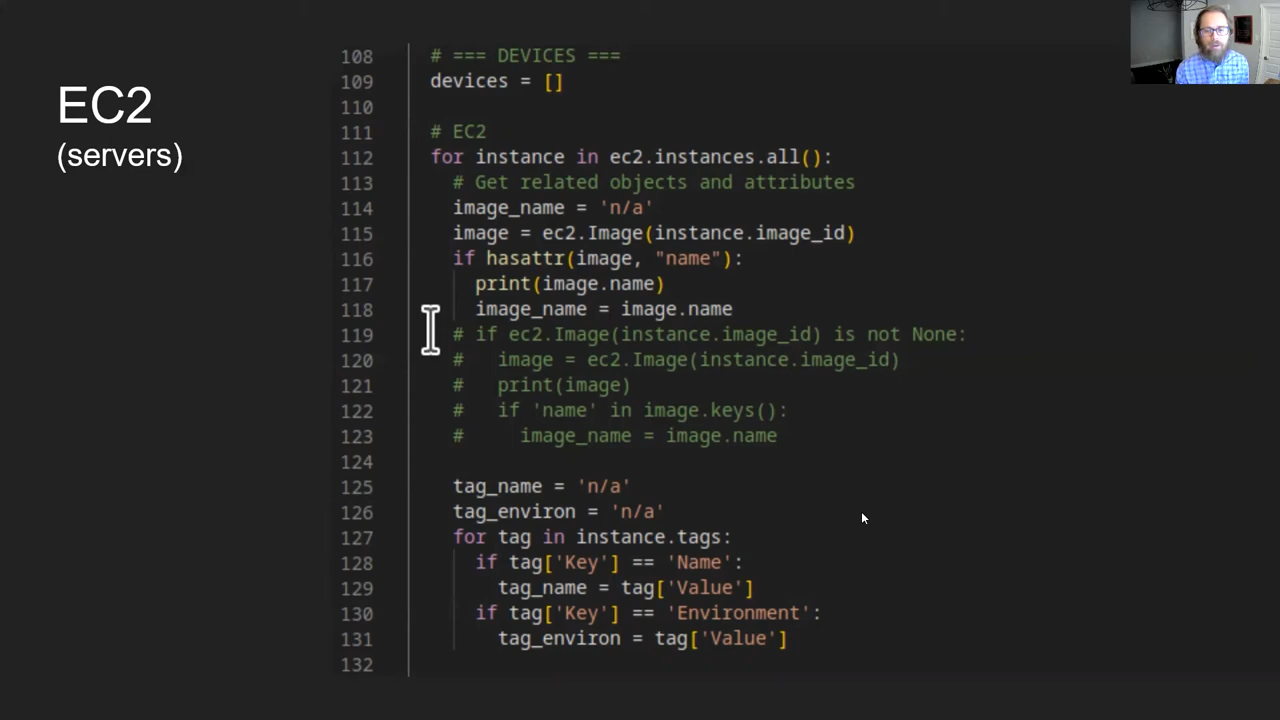 EC2
(servers)
108 # === DEVICES ===
109 devices = []
110
111 # EC2
112 for instance in ec2.instances.all():
113 # Get related objects and attributes
114 image_name = 'n/a'
115 image = ec2.Image(instance.image_id)
116 if hasattr(image, "name"):
117 print(image.name)
118 image_name = image.name
119 # if ec2.Image(instance.image_id) is not None:
120 #   image = ec2.Image(instance.image_id)
121 #   print(image)
122 #   if 'name' in image.keys():
123 #     image_name = image.name
124
125 tag_name = 'n/a'
126 tag_environ = 'n/a'
127 for tag in instance.tags:
128 if tag['Key'] == 'Name':
129 tag_name = tag['Value']
130 if tag['Key'] == 'Environment':
131 tag_environ = tag['Value']
132